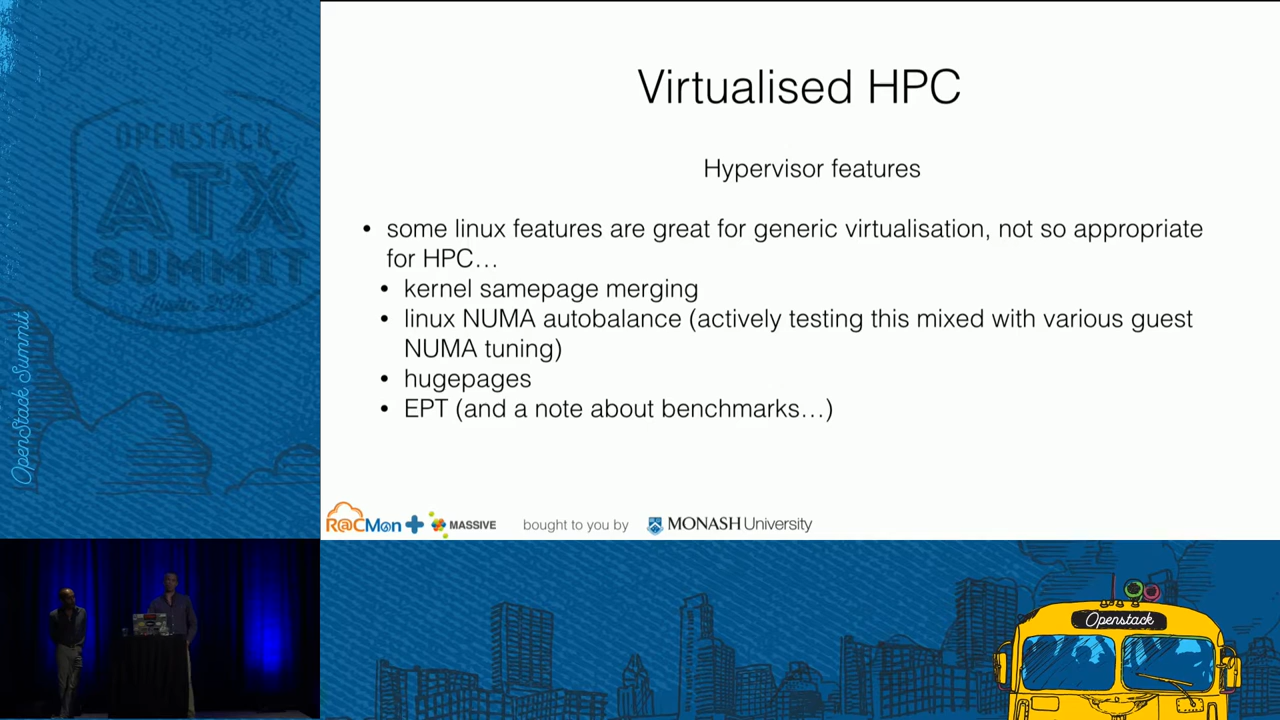 Virtualised HPC
Hypervisor features
• some linux features are great for generic virtualisation, not so appropriate
for HPC…
• kernel samepage merging
• linux NUMA autobalance (actively testing this mixed with various guest
NUMA tuning)
• hugepages
• EPT (and a note about benchmarks…)
R@CMon + MASSIVE bought to you by MONASH University
OPENSTACK
ATX
SUMMIT
OpenStack Summit
Openstack